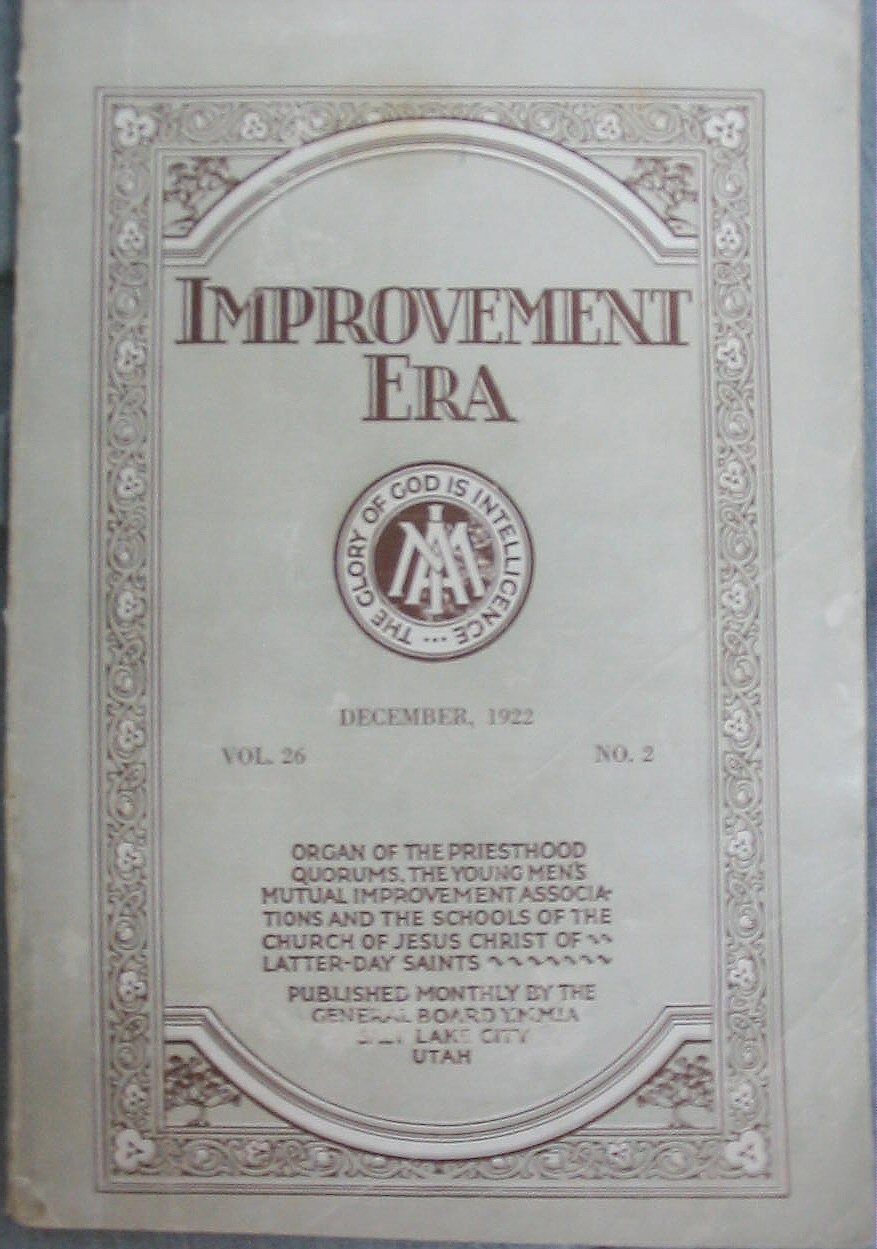 IMPROVEMENT
ERA
THE GLORY OF GOD IS INTELLIGENCE ...
MIA
DECEMBER, 1922
VOL. 26 NO. 2
ORGAN OF THE PRIESTHOOD
QUORUMS, THE YOUNG MEN'S
MUTUAL IMPROVEMENT ASSOCIA-
TIONS AND THE SCHOOLS OF THE
CHURCH OF JESUS CHRIST OF ~~
LATTER-DAY SAINTS ~~~~~~~
PUBLISHED MONTHLY BY THE
GENERAL BOARD Y.M.M.I.A
SALT LAKE CITY
UTAH